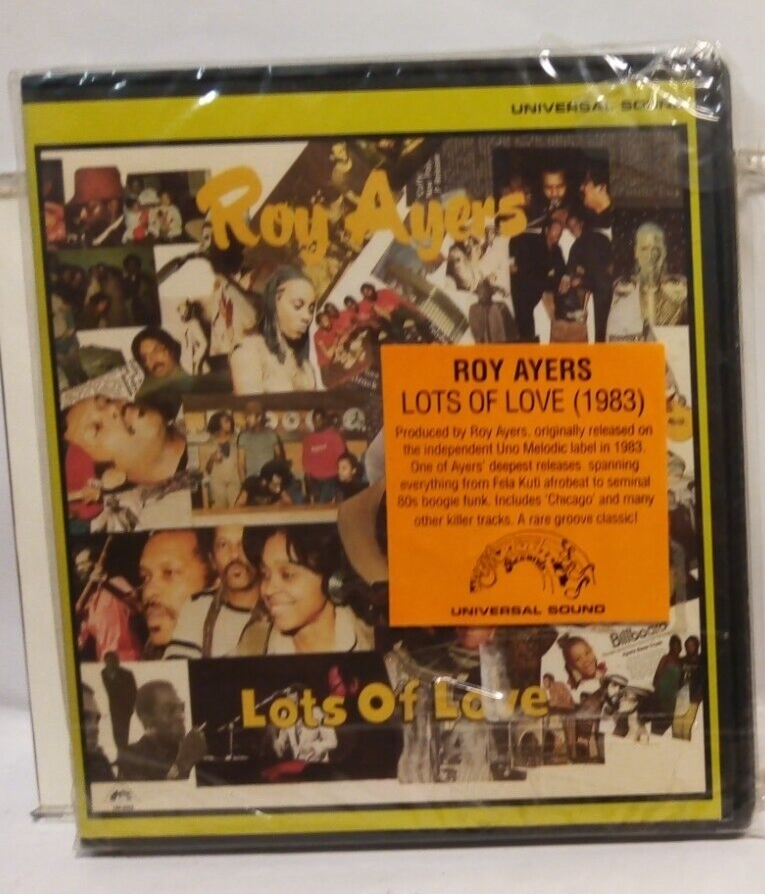 UNIVERSAL SOUND
Roy Ayers
ROY AYERS
LOTS OF LOVE (1983)
Produced by Roy Ayers, originally released on
the independent Uno Melodic label in 1983.
One of Ayers' deepest releases, spanning
everything from Fela Kuti afrobeat to seminal
80s boogie funk. Includes 'Chicago' and many
other killer tracks. A rare groove classic!
UNIVERSAL SOUND
Billboard
Lots Of Love